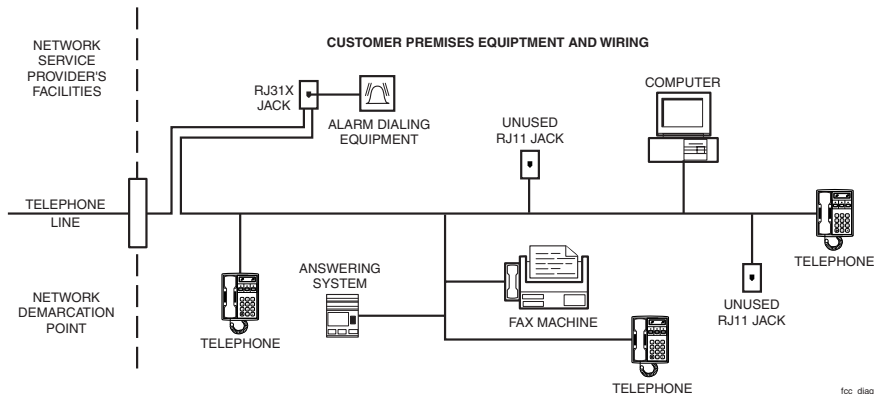 NETWORK
SERVICE
PROVIDER'S
FACILITIES
CUSTOMER PREMISES EQUIPTMENT AND WIRING
RJ31X
JACK
ALARM DIALING
EQUIPMENT
UNUSED
RJ11 JACK
COMPUTER
TELEPHONE
LINE
NETWORK
DEMARCATION
POINT
TELEPHONE
ANSWERING
SYSTEM
FAX MACHINE
TELEPHONE
UNUSED
RJ11 JACK
TELEPHONE
fcc_diag